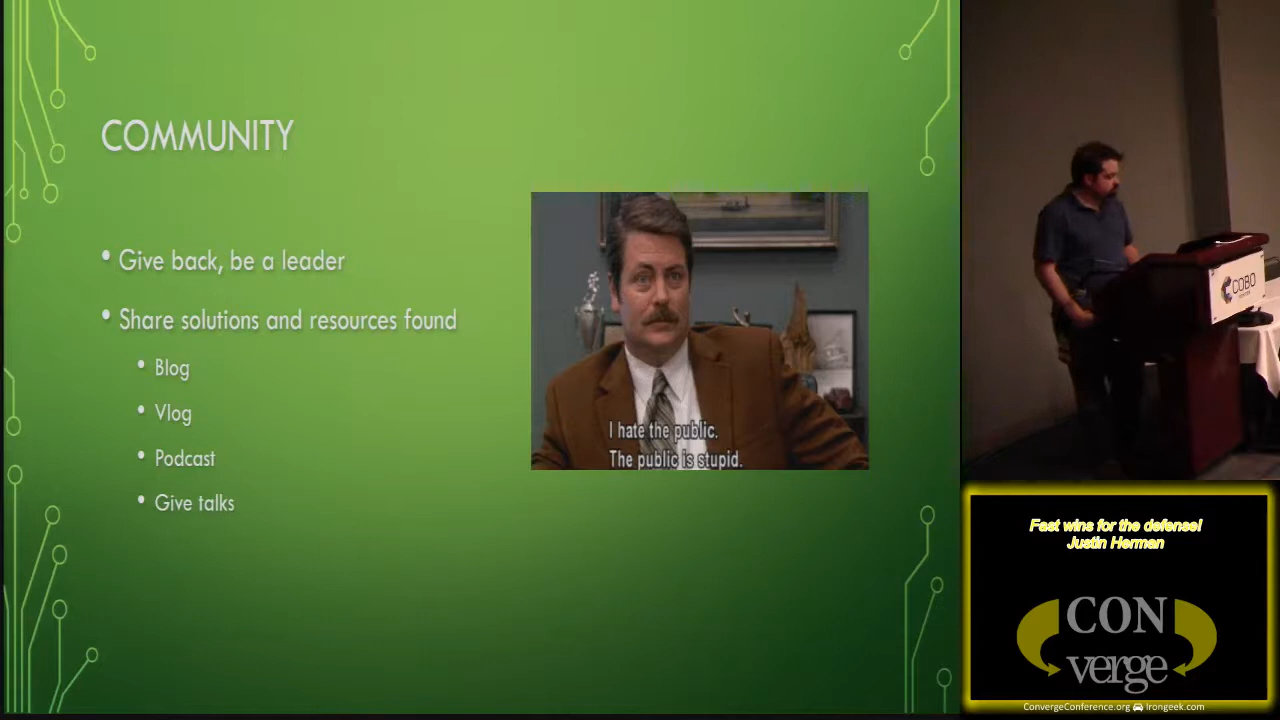 COMMUNITY
• Give back, be a leader
• Share solutions and resources found
• Blog
• Vlog
• Podcast
• Give talks
I hate the public.
The public is stupid.
COBO
Fast wins for the defense!
Justin Herman
CON
verge
ConvergeConference.org Irongeek.com